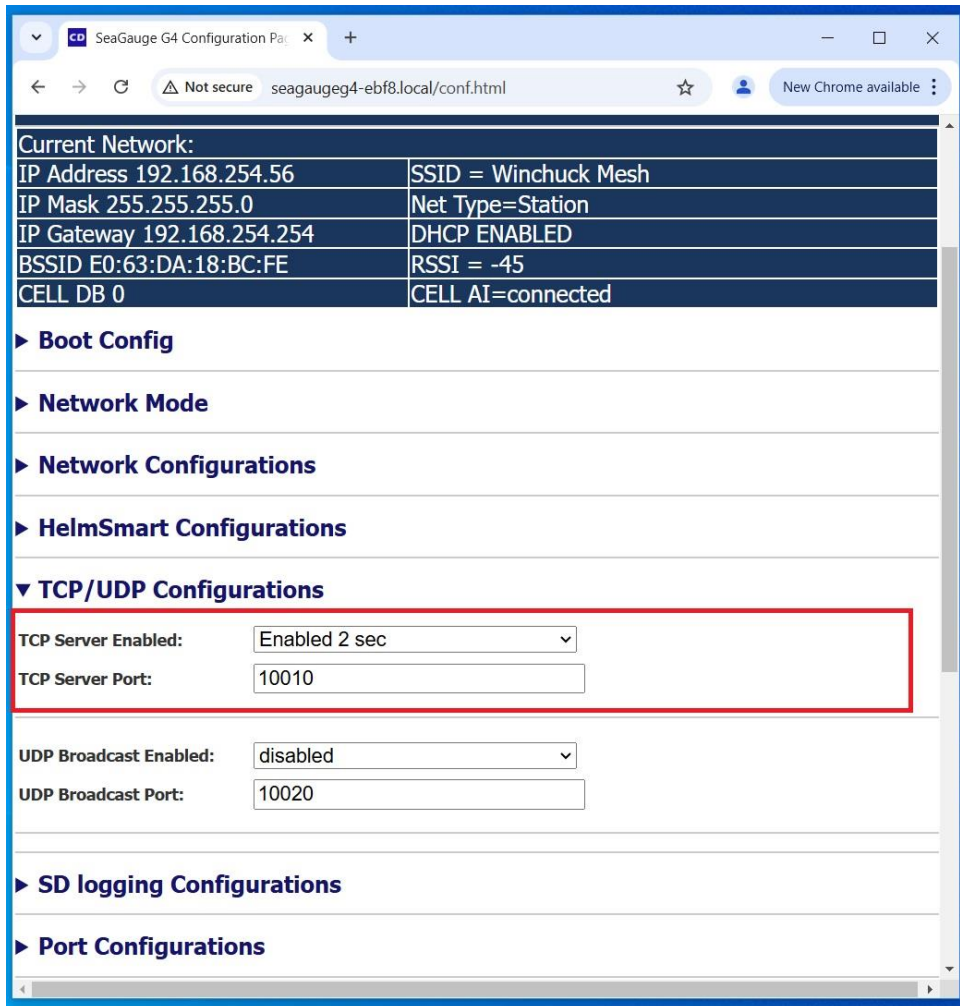 CD SeaGauge G4 Configuration Pa
Not secure seagaugeg4-ebf8.local/conf.html New Chrome available
Current Network:
IP Address 192.168.254.56 SSID = Winchuck Mesh
IP Mask 255.255.255.0 Net Type=Station
IP Gateway 192.168.254.254 DHCP ENABLED
BSSID E0:63:DA:18:BC:FE RSSI = -45
CELL DB 0 CELL AI=connected
Boot Config
Network Mode
Network Configurations
HelmSmart Configurations
TCP/UDP Configurations
TCP Server Enabled: Enabled 2 sec
TCP Server Port: 10010
UDP Broadcast Enabled: disabled
UDP Broadcast Port: 10020
SD logging Configurations
Port Configurations